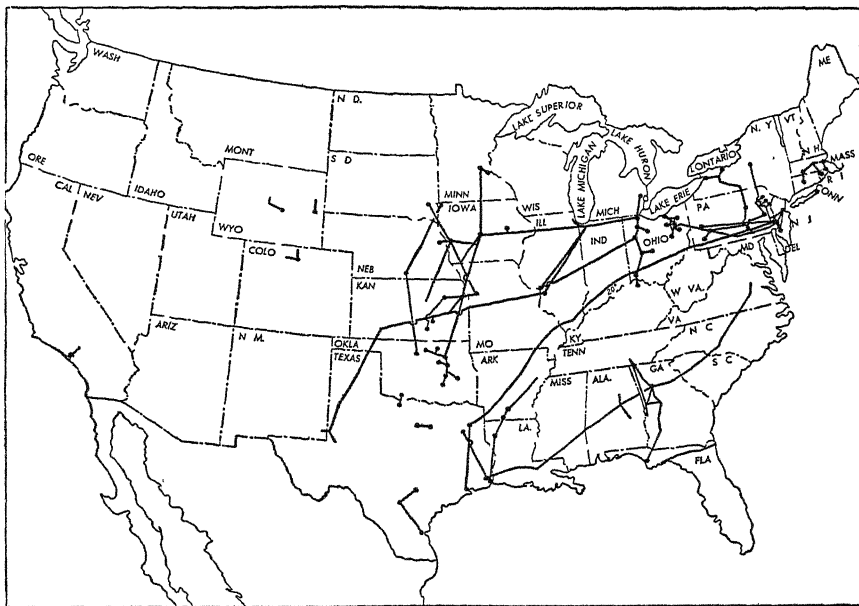 WASH
ME
LAKE SUPERIOR
N D.
MONT
N. Y
VT
LAKE HURON
N H
L ONTARIO
S D
MASS
LAKE MICHIGAN
R I
ORE
MINN
CONN
WIS
MICH
LAKE ERIE
CAL
NEV
IDAHO
IOWA
PA
UTAH
WYO
ILL
N J
COLO
IND
OHIO
MD
DEL
NEB
KAN
W VA.
20"
ARIZ
N M.
OKLA
TEXAS
MO
ARK
KY
TENN
VA
N C
S C
GA
MISS
ALA.
LA.
FLA